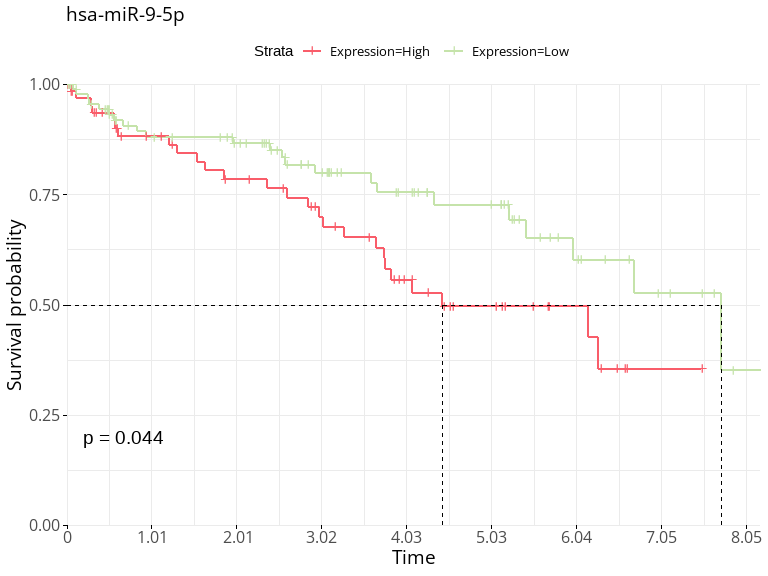 hsa-miR-9-5p
Strata Expression=High Expression=Low
1.00
0.75
0.50
0.25
0.00
Survival probability
p = 0.044
0 1.01 2.01 3.02 4.03 5.03 6.04 7.05 8.05
Time